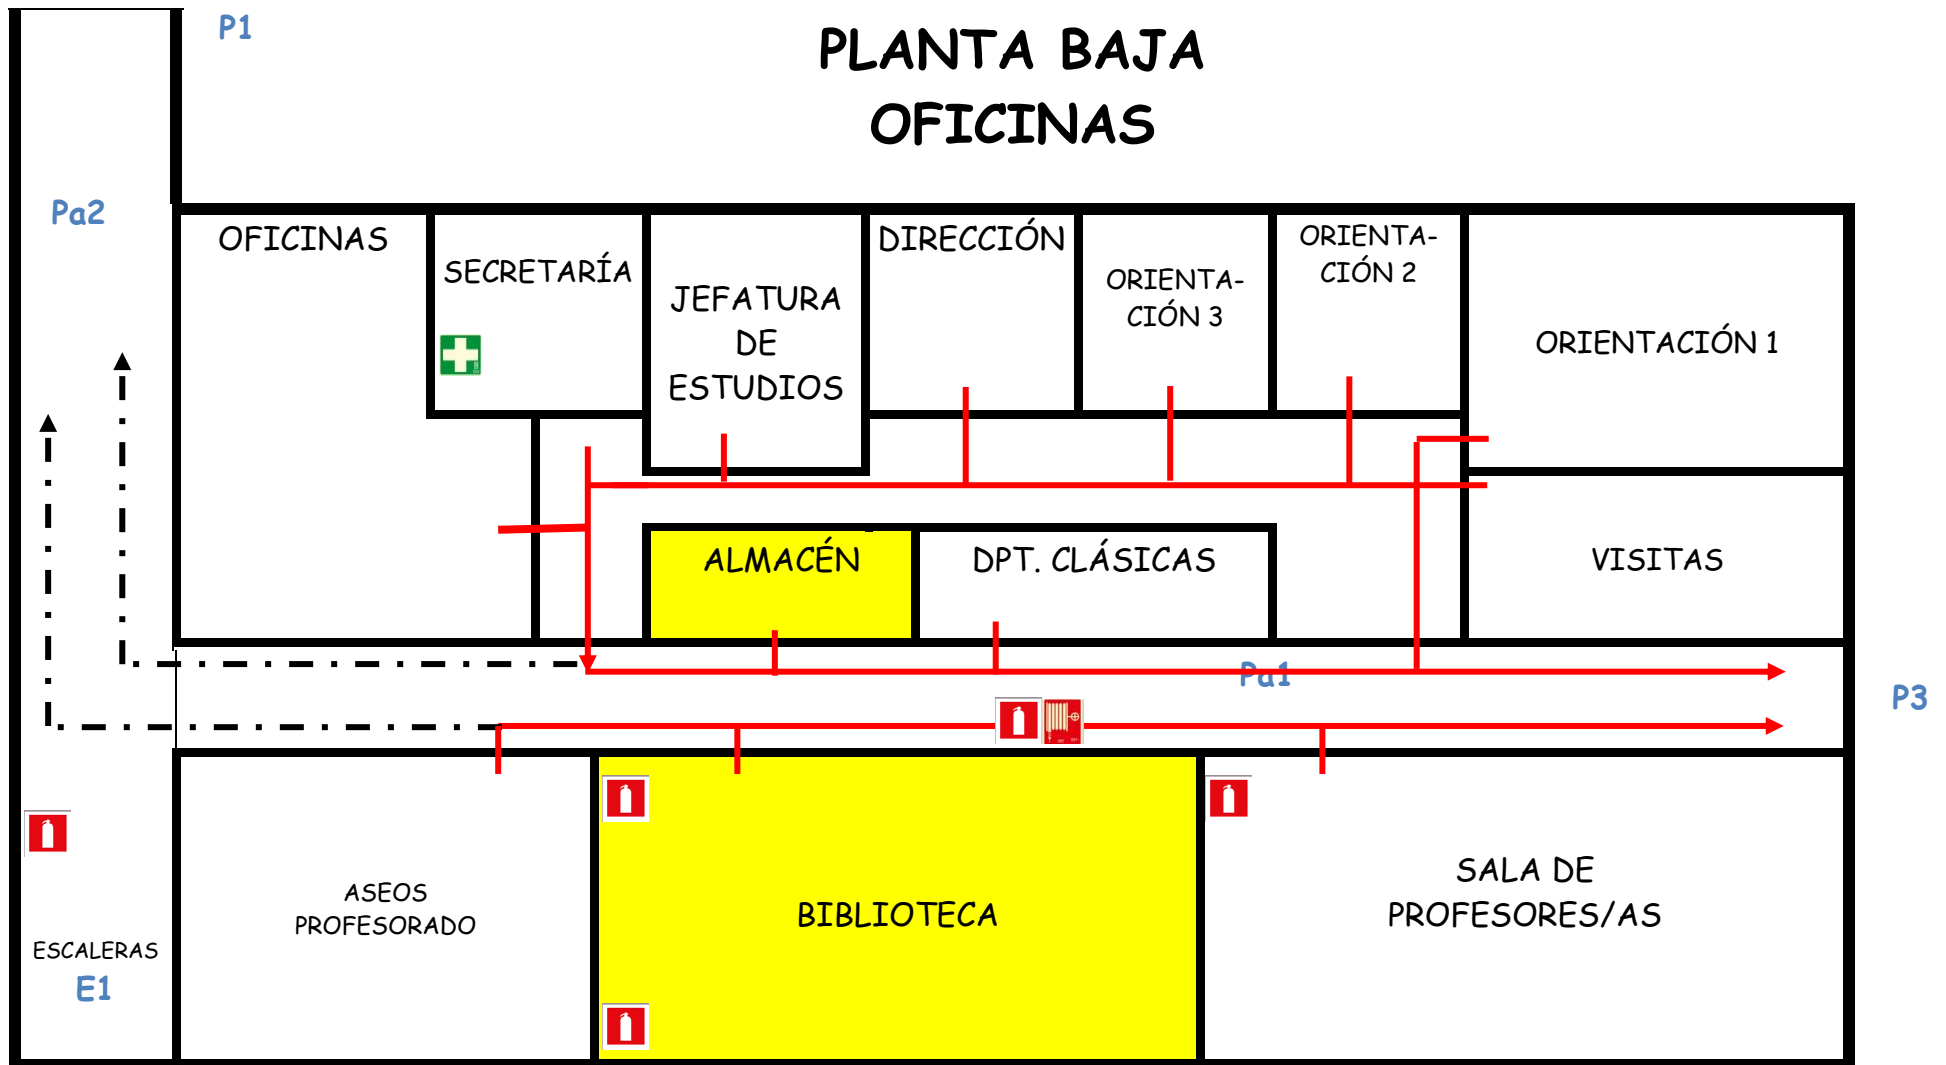 P1
PLANTA BAJA
OFICINAS
Pa2
OFICINAS
SECRETARÍA
JEFATURA
DE
ESTUDIOS
DIRECCIÓN
ORIENTA-
CIÓN 3
ORIENTA-
CIÓN 2
ORIENTACIÓN 1
ALMACÉN
DPT. CLÁSICAS
VISITAS
Pa1
P3
ASEOS
PROFESORADO
BIBLIOTECA
SALA DE
PROFESORES/AS
ESCALERAS
E1